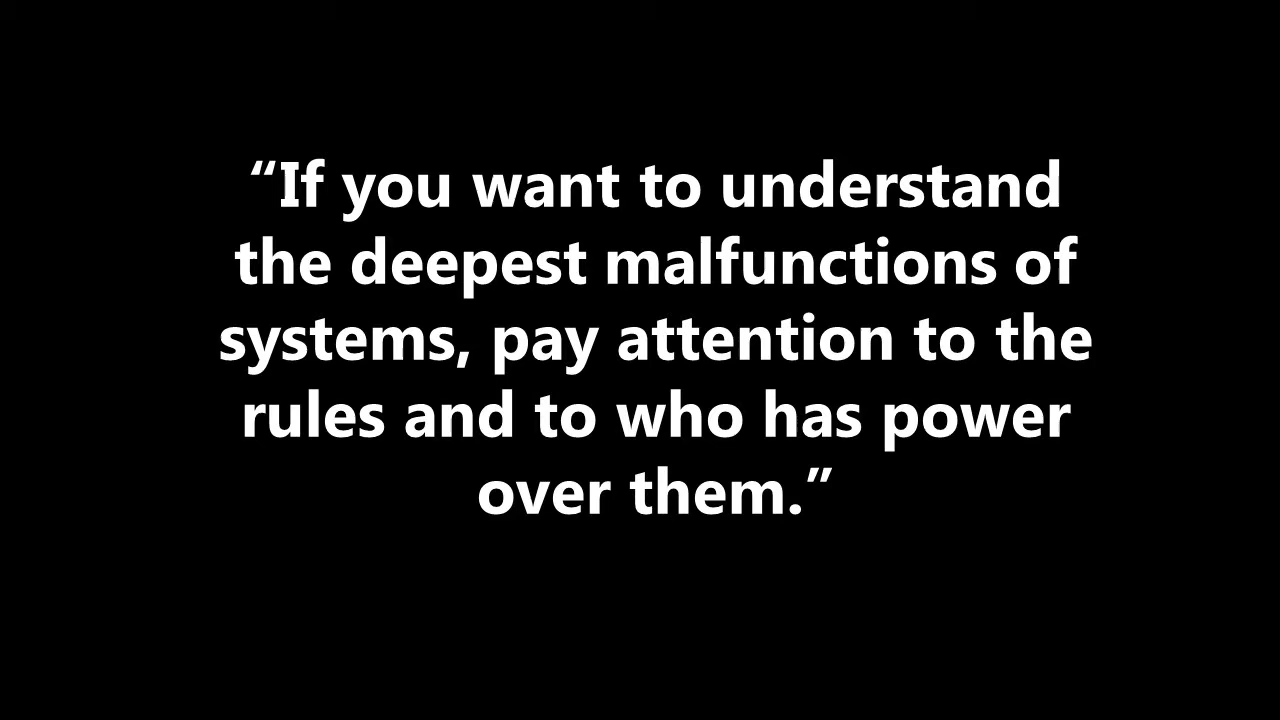 “If you want to understand
the deepest malfunctions of
systems, pay attention to the
rules and to who has power
over them.”